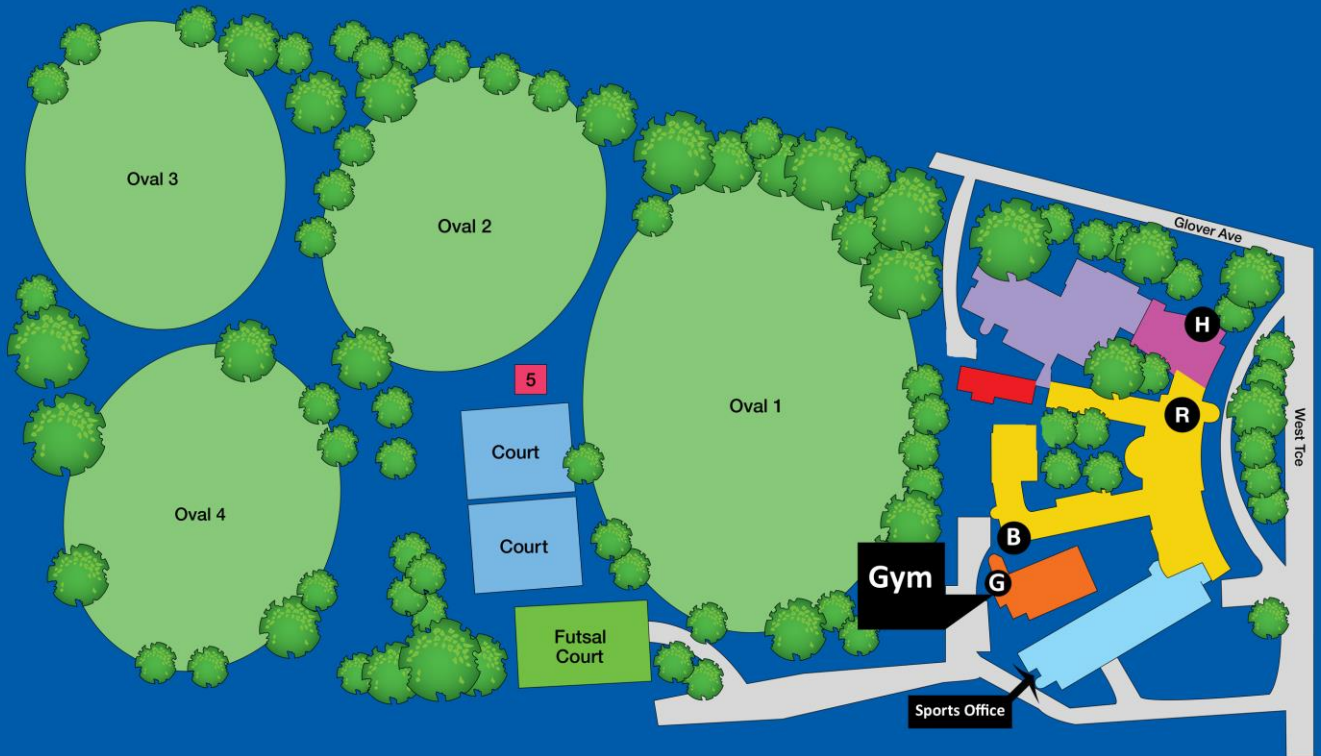 Oval 3
Oval 2
Glover Ave
H
5
Oval 1
R
West Tce
Court
Oval 4
Court
B
Gym
G
Futsal
Court
Sports Office